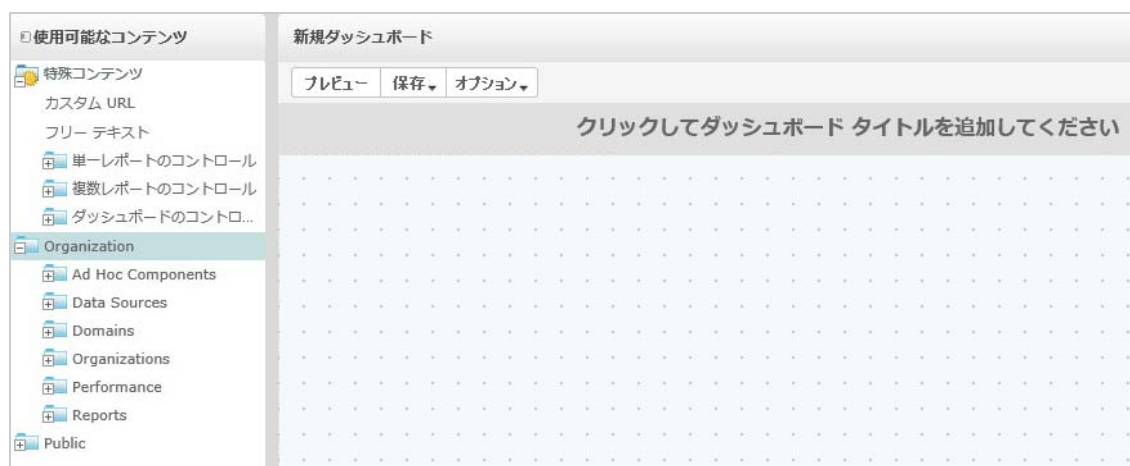 使用可能なコンテンツ
特殊コンテンツ
カスタム URL
フリー テキスト
単一レポートのコントロール
複数レポートのコントロール
ダッシュボードのコントロ...
Organization
Ad Hoc Components
Data Sources
Domains
Organizations
Performance
Reports
Public
新規ダッシュボード
プレビュー 保存 オプション
クリックしてダッシュボード タイトルを追加してください